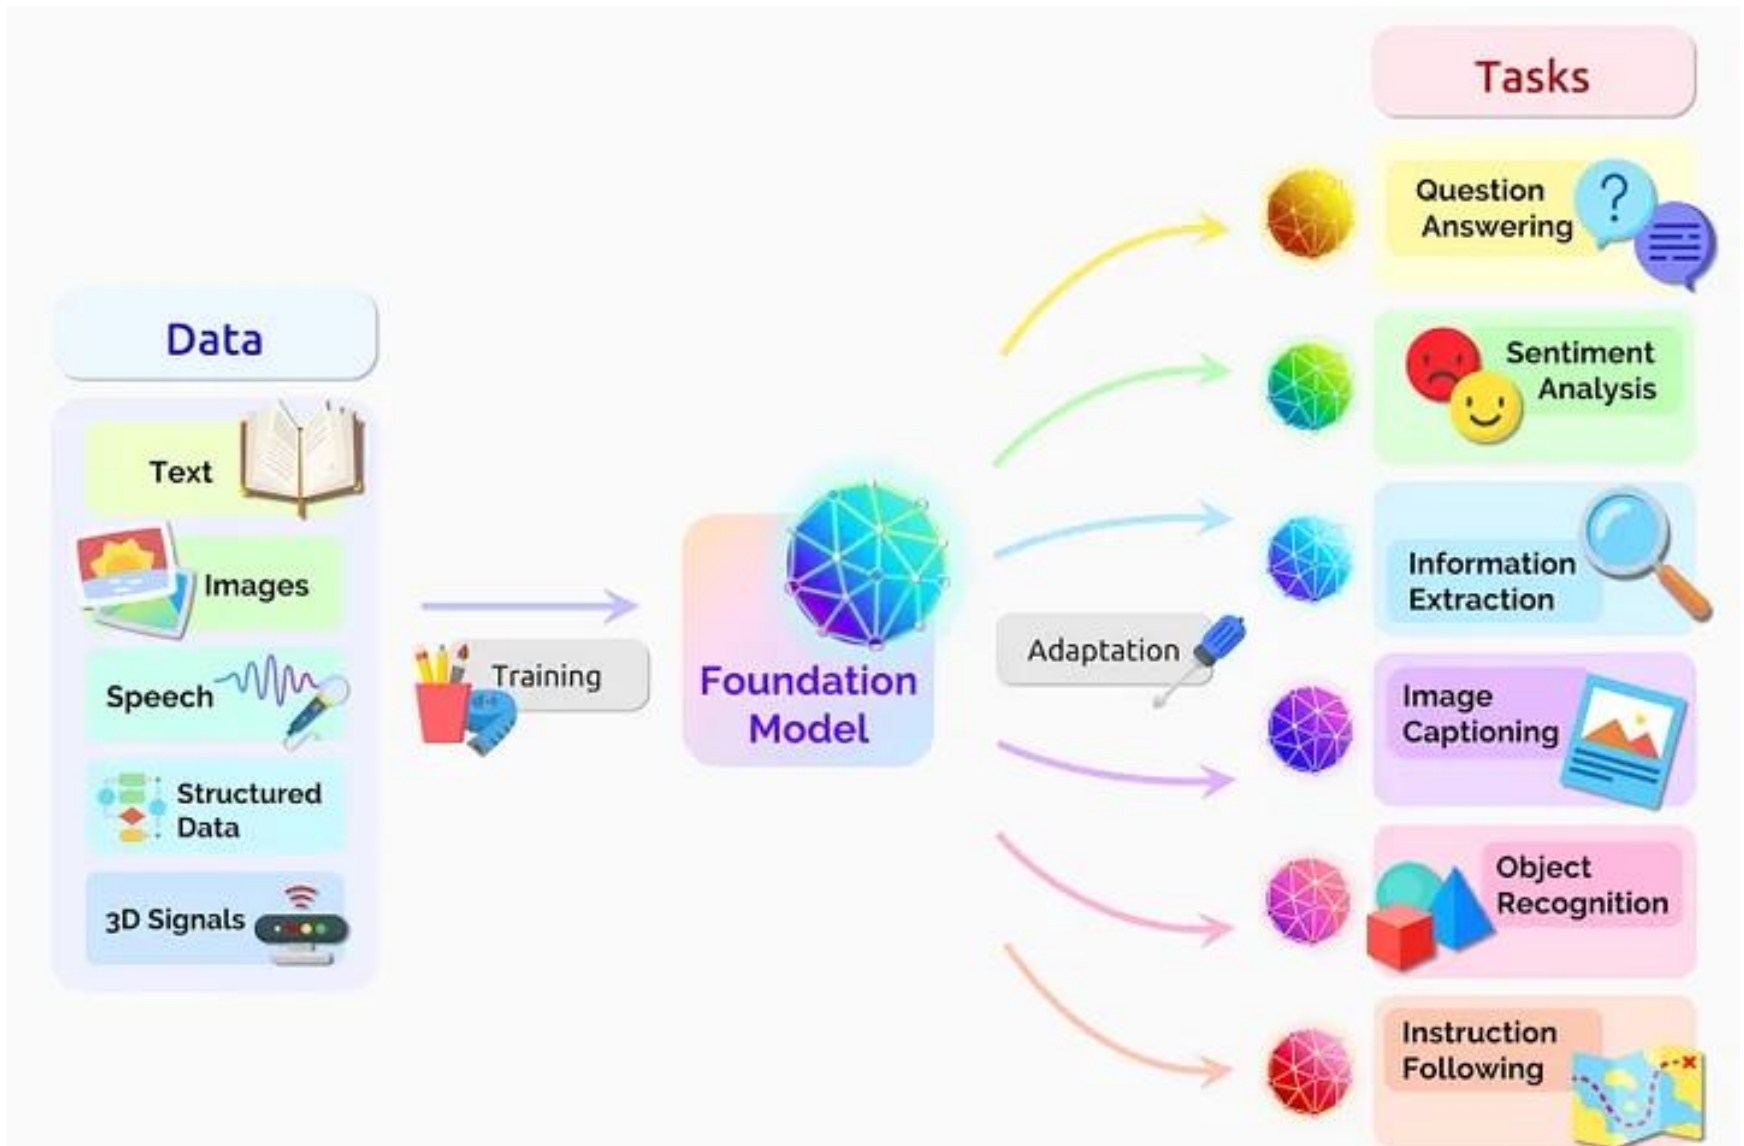 Data
Text
Images
Speech
Structured
Data
3D Signals
Training
Foundation
Model
Adaptation
Tasks
Question
Answering
?
Sentiment
Analysis
Information
Extraction
Image
Captioning
Object
Recognition
Instruction
Following